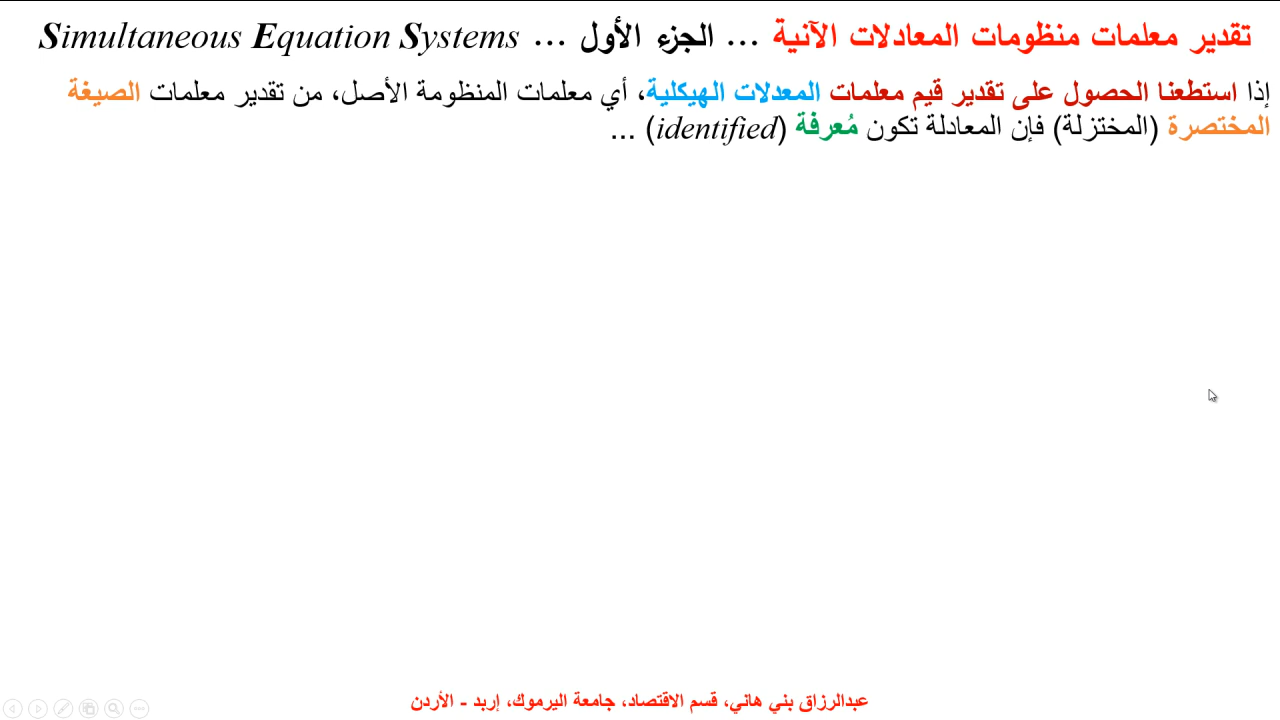 تقدير معلمات منظومات المعادلات الآنية ... الجزء الأول ... Simultaneous Equation Systems
إذا استطعنا الحصول على تقدير قيم معلمات المعدلات الهيكلية، أي معلمات المنظومة الأصل، من تقدير معلمات الصيغة
المختصرة (المختزلة) فإن المعادلة تكون مُعرفة (identified) ...
عبدالرزاق بني هاني، قسم الاقتصاد، جامعة اليرموك، إربد - الأردن